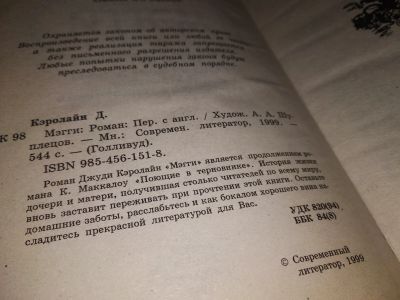 Охраняется законом об авторском праве.
Воспроизведение всей книги или любой ее части,
а также реализация тиража запрещается
без письменного разрешения издателя.
Любые попытки нарушения закона будут
преследоваться в судебном порядке.
Кэролайн Д.
К 98 Мэгги: Роман: Пер. с англ. / Худож. А. А. Шу-
плецов. — Мн.: Современ. литератор, 1999. —
544 с. — (Голливуд).
ISBN 985-456-151-8.
Роман Джуди Кэролайн «Мэгги» является продолжением ро-
мана К. Маккалоу «Поющие в терновнике». История жизни
дочери и матери, получившая столько читателей по всему миру,
вновь заставит переживать при прочтении этой книги. Оставьте
домашние заботы, расслабьтесь и как бокалом хорошего вина на-
сладитесь прекрасной литературой для Вас.
УДК 820(94)
ББК 84(8)
© Современный
литератор, 1999